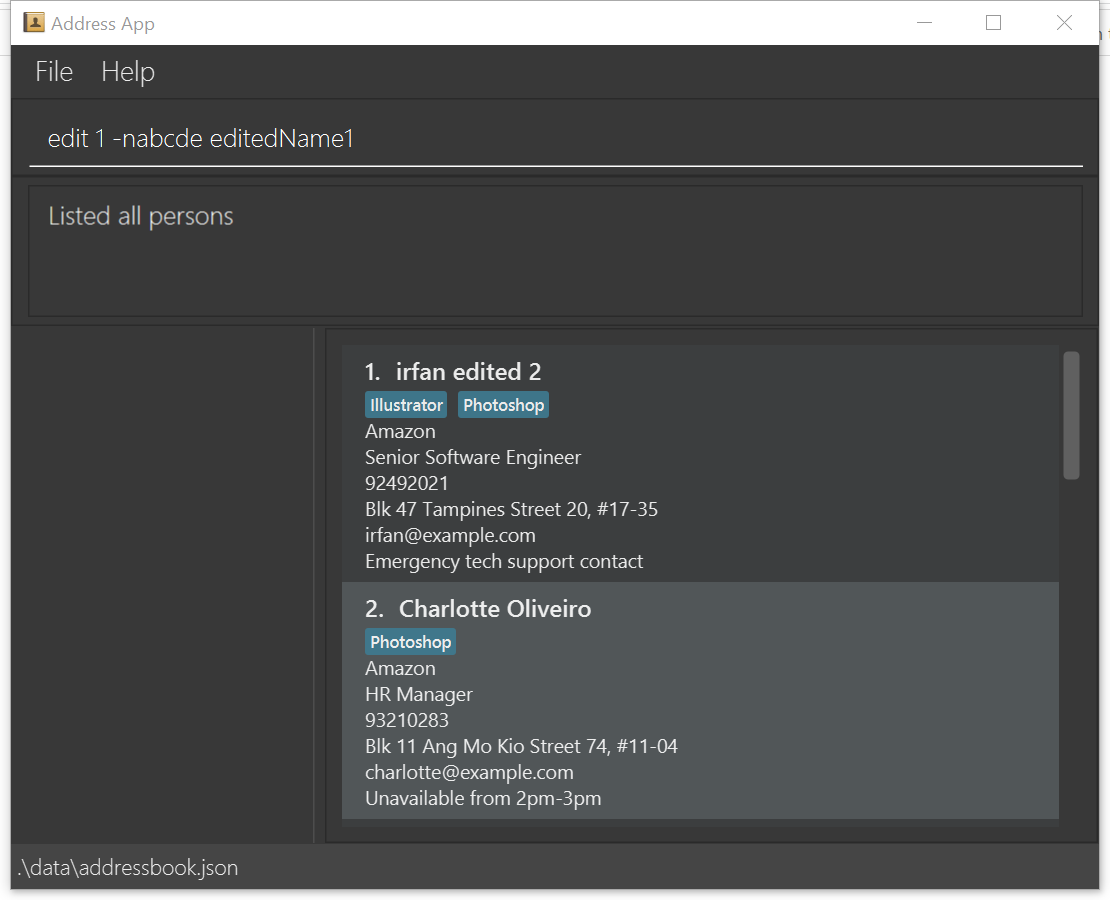 Address App
File Help
edit 1 -nabcde editedName1
Listed all persons
1. irfan edited 2
Illustrator Photoshop
Amazon
Senior Software Engineer
92492021
Blk 47 Tampines Street 20, #17-35
irfan@example.com
Emergency tech support contact
2. Charlotte Oliveiro
Photoshop
Amazon
HR Manager
93210283
Blk 11 Ang Mo Kio Street 74, #11-04
charlotte@example.com
Unavailable from 2pm-3pm
.\data\addressbook.json